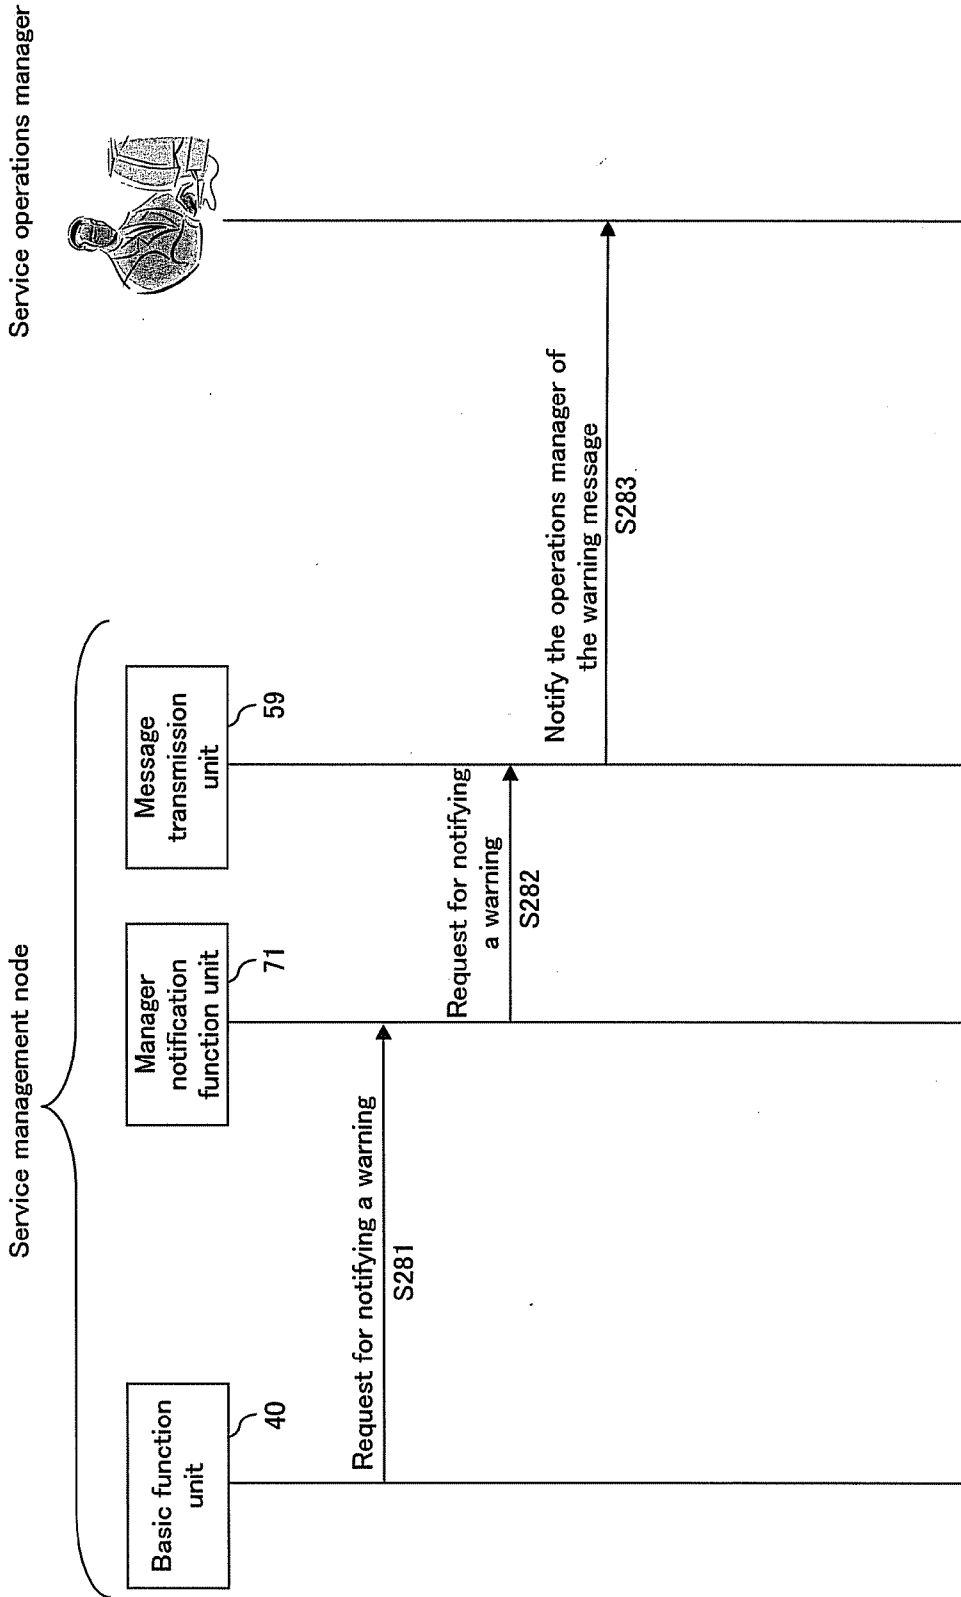 Service management node
Service operations manager
Basic function
unit
40
Manager
notification
function unit
71
Message
transmission
unit
59
Request for notifying a warning
S281
Request for notifying
a warning
S282
Notify the operations manager of
the warning message
S283